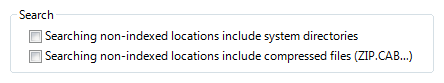 Search
Searching non-indexed locations include system directories
Searching non-indexed locations include compressed files (ZIP.CAB...)